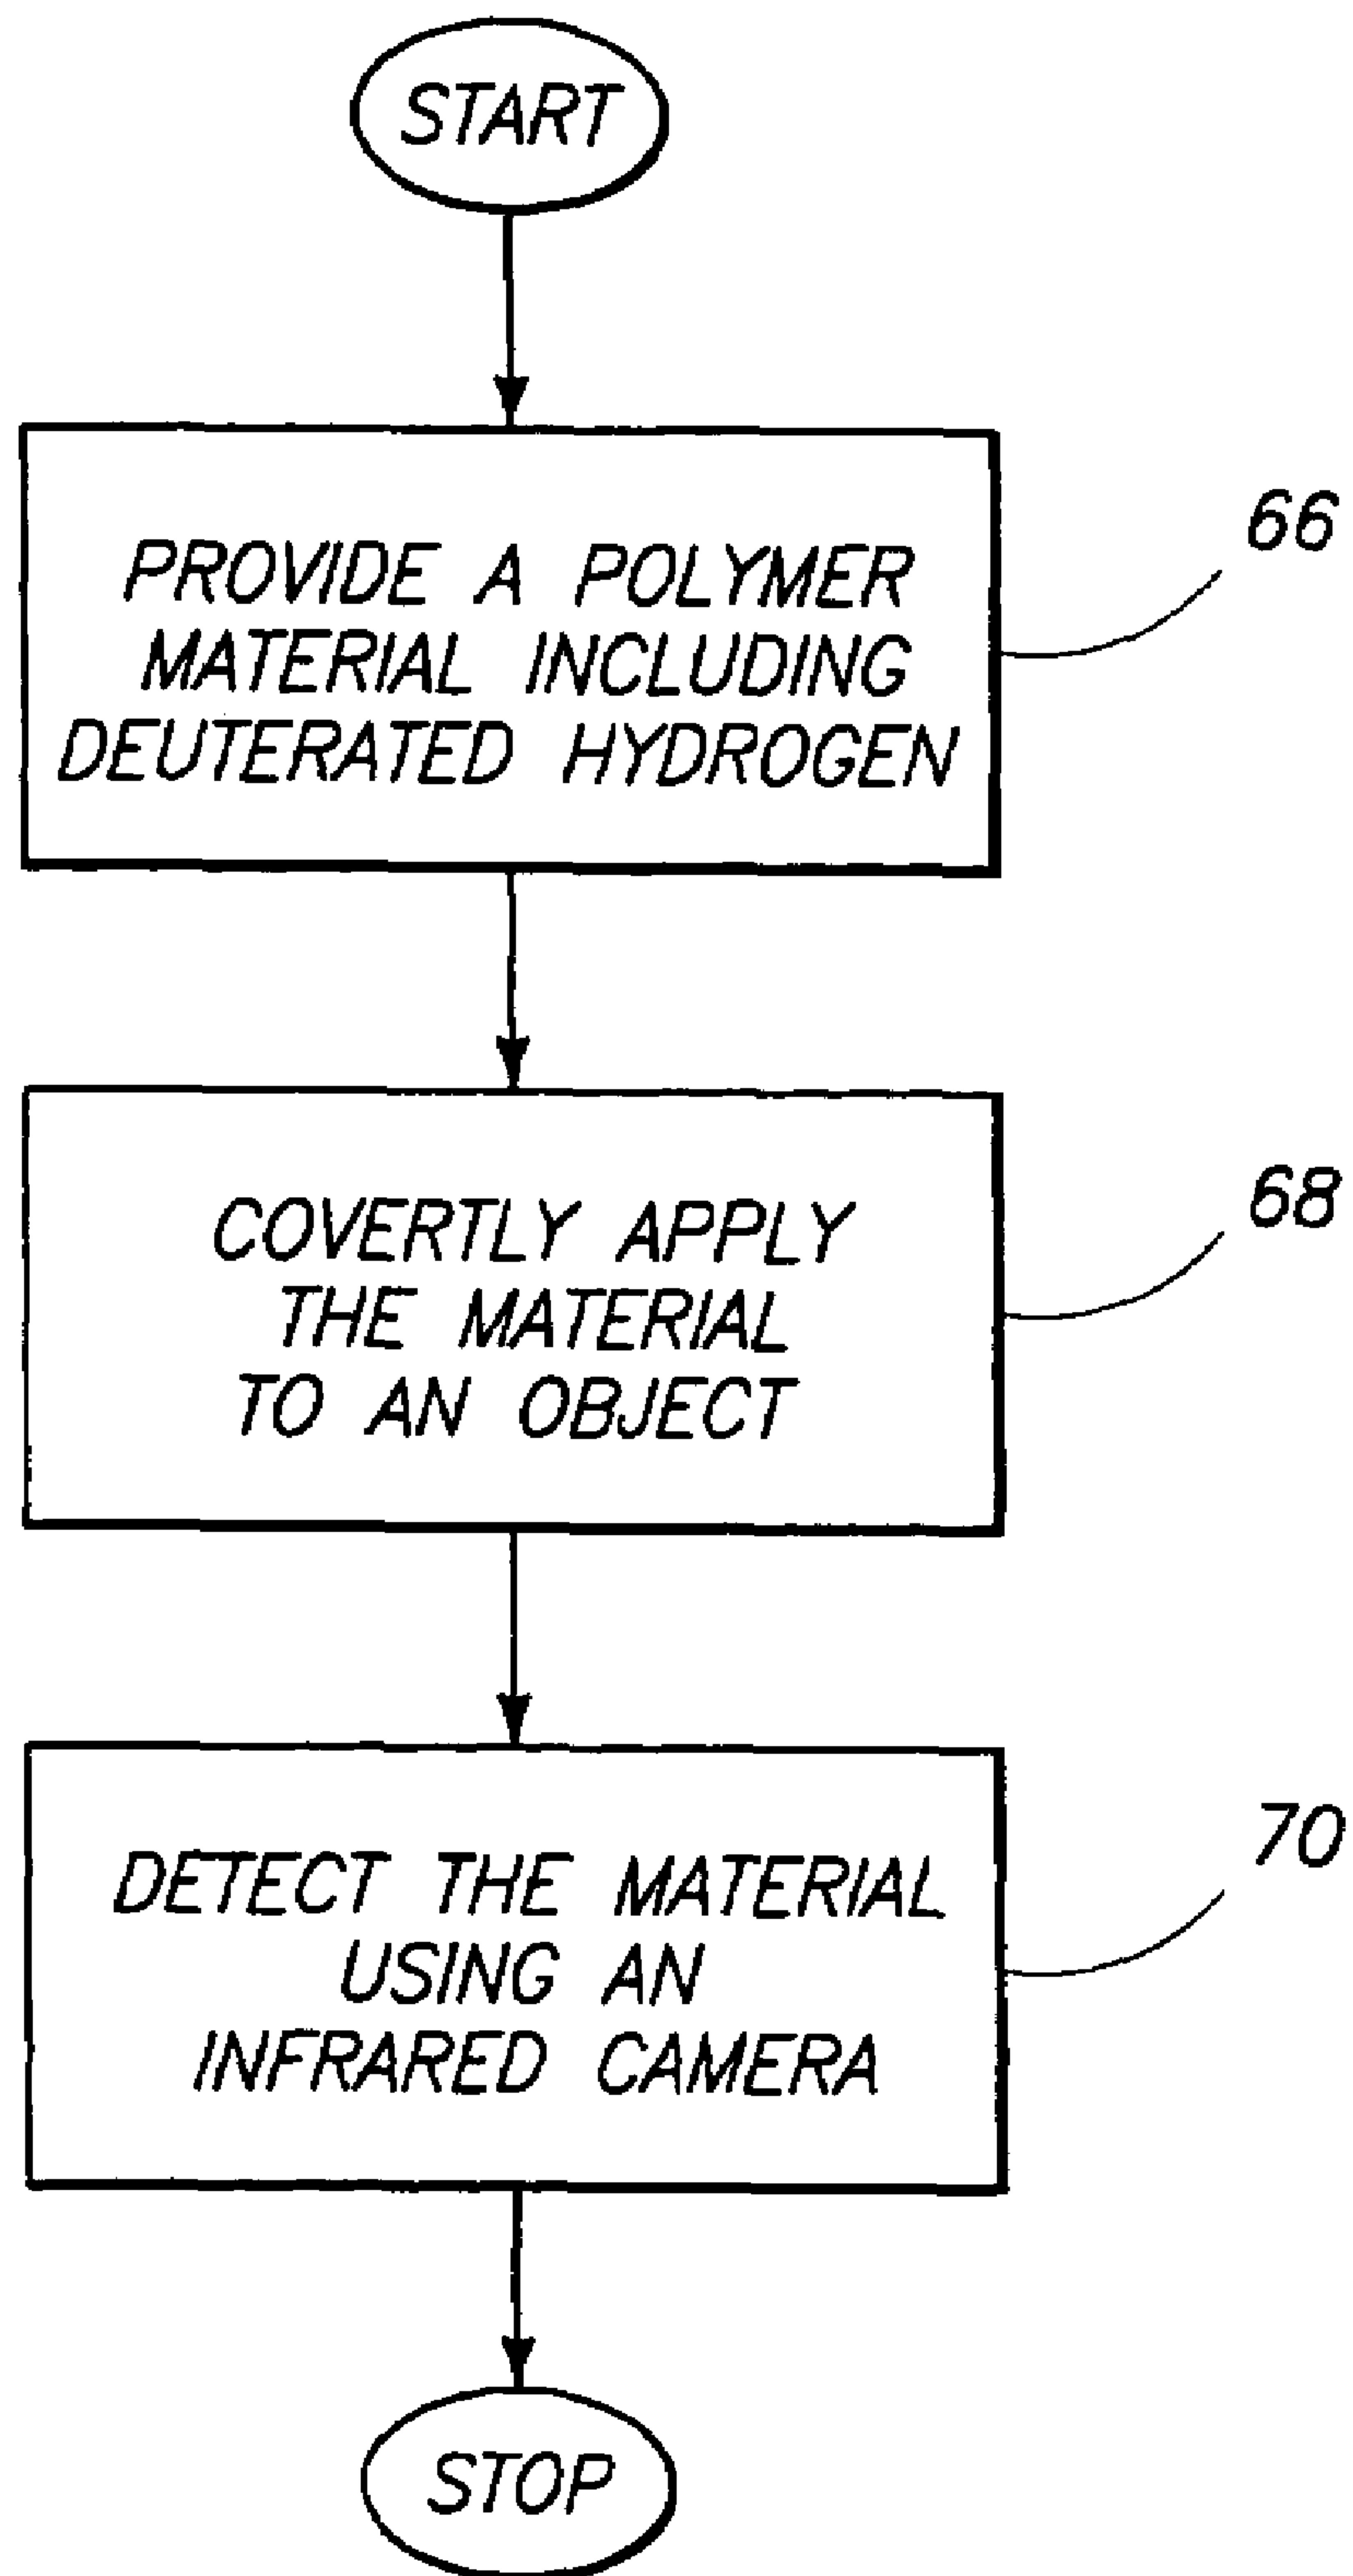 START
PROVIDE A POLYMER
MATERIAL INCLUDING
DEUTERATED HYDROGEN
66
COVERTLY APPLY
THE MATERIAL
TO AN OBJECT
68
DETECT THE MATERIAL
USING AN
INFRARED CAMERA
70
STOP